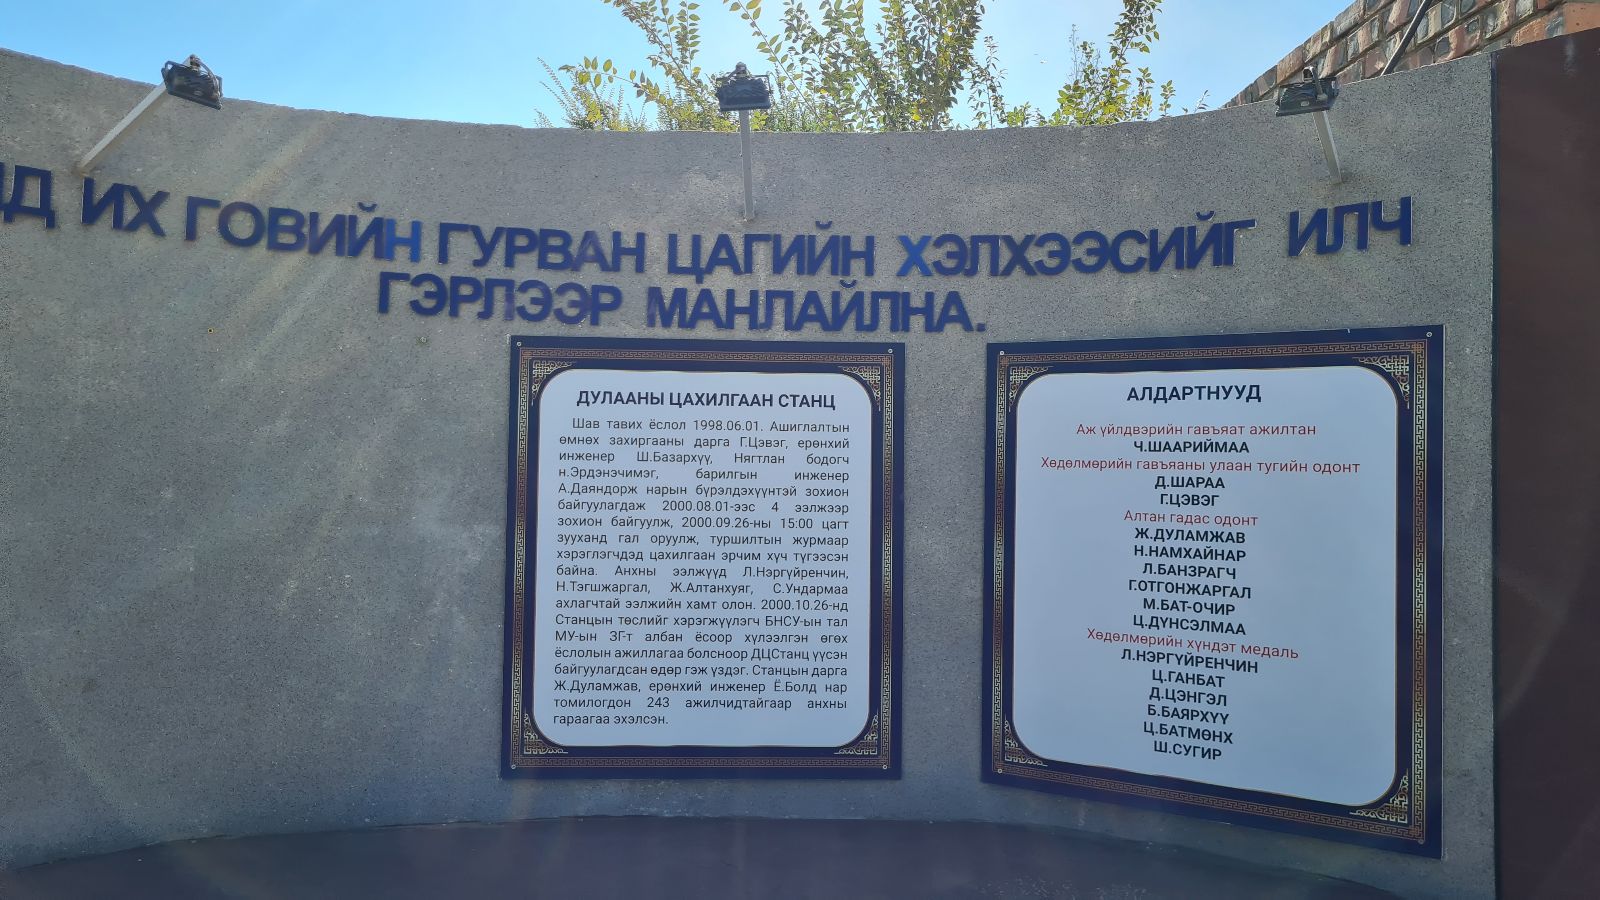 ИХ ГОВИЙН ГУРВАН ЦАГИЙН ХЭЛХЭЭСИЙГ ИЛЧ
ГЭРЛЭЭР МАНЛАЙЛНА.
ДУЛААНЫ ЦАХИЛГААН СТАНЦ
Шав тавих ёслол 1998.06.01. Ашиглалтын
өмнөх захиргааны дарга Г.Цэвэг, ерөнхий
инженер Ш.Базархүү, Нягтлан бодогч
н.Эрдэнэчимэг, барилгын инженер
А.Даяндорж нарын бүрэлдэхүүнтэй зохион
байгуулагдаж 2000.08.01-ээс 4 ээлжээр
зохион байгуулж, 2000.09.26-ны 15:00 цагт
зууханд гал оруулж, туршилтын журмаар
хэрэглэгчдэд цахилгаан эрчим хүч түгээсэн
байна. Анхны ээлжүүд Л.Нэргүйренчин,
Н.Тэгшжаргал, Ж.Алтанхуяг, С.Ундармаа
ахлагчтай ээлжийн хамт олон. 2000.10.26-нд
Станцын төслийг хэрэгжүүлэгч БНСУ-ын тал
МУ-ын ЗГ-т албан ёсоор хүлээлгэн өгөх
ёслолын ажиллагаа болсноор ДЦСтанц үүсэн
байгуулагдсан өдөр гэж үздэг. Станцын дарга
Ж.Дуламжав, ерөнхий инженер Ё.Болд нар
томилогдон 243 ажилчидтайгаар анхны
гараагаа эхэлсэн.
АЛДАРТНУУД
Аж үйлдвэрийн гавъяат ажилтан
Ч.ШААРИЙМАА
Хөдөлмөрийн гавъяаны улаан тугийн одонт
Д.ШАРАА
Г.ЦЭВЭГ
Алтан гадас одонт
Ж.ДУЛАМЖАВ
Н.НАМХАЙНАР
Л.БАНЗРАГЧ
Г.ОТГОНЖАРГАЛ
М.БАТ-ОЧИР
Ц.ДҮНСЭЛМАА
Хөдөлмөрийн хүндэт медаль
Л.НЭРГҮЙРЕНЧИН
Ц.ГАНБАТ
Д.ЦЭНГЭЛ
Б.БАЯРХҮҮ
Ц.БАТМӨНХ
Ш.СУГИР